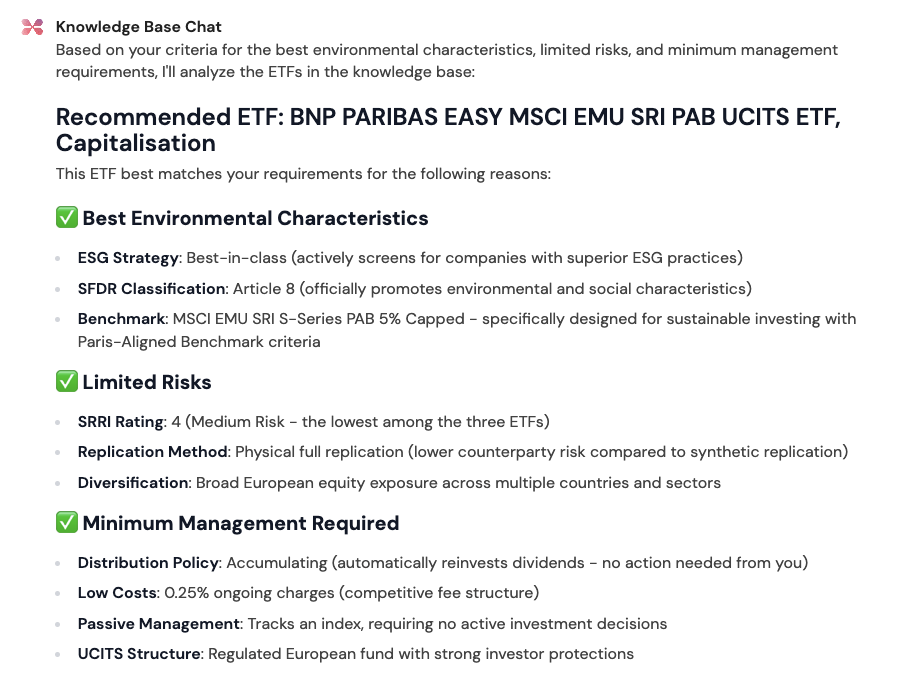 Knowledge Base Chat
Based on your criteria for the best environmental characteristics, limited risks, and minimum management
requirements, I'll analyze the ETFs in the knowledge base:
Recommended ETF: BNP PARIBAS EASY MSCI EMU SRI PAB UCITS ETF,
Capitalisation
This ETF best matches your requirements for the following reasons:
✅ Best Environmental Characteristics
• ESG Strategy: Best-in-class (actively screens for companies with superior ESG practices)
• SFDR Classification: Article 8 (officially promotes environmental and social characteristics)
• Benchmark: MSCI EMU SRI S-Series PAB 5% Capped - specifically designed for sustainable investing with
Paris-Aligned Benchmark criteria
✅ Limited Risks
• SRRI Rating: 4 (Medium Risk - the lowest among the three ETFs)
• Replication Method: Physical full replication (lower counterparty risk compared to synthetic replication)
• Diversification: Broad European equity exposure across multiple countries and sectors
✅ Minimum Management Required
• Distribution Policy: Accumulating (automatically reinvests dividends - no action needed from you)
• Low Costs: 0.25% ongoing charges (competitive fee structure)
• Passive Management: Tracks an index, requiring no active investment decisions
• UCITS Structure: Regulated European fund with strong investor protections